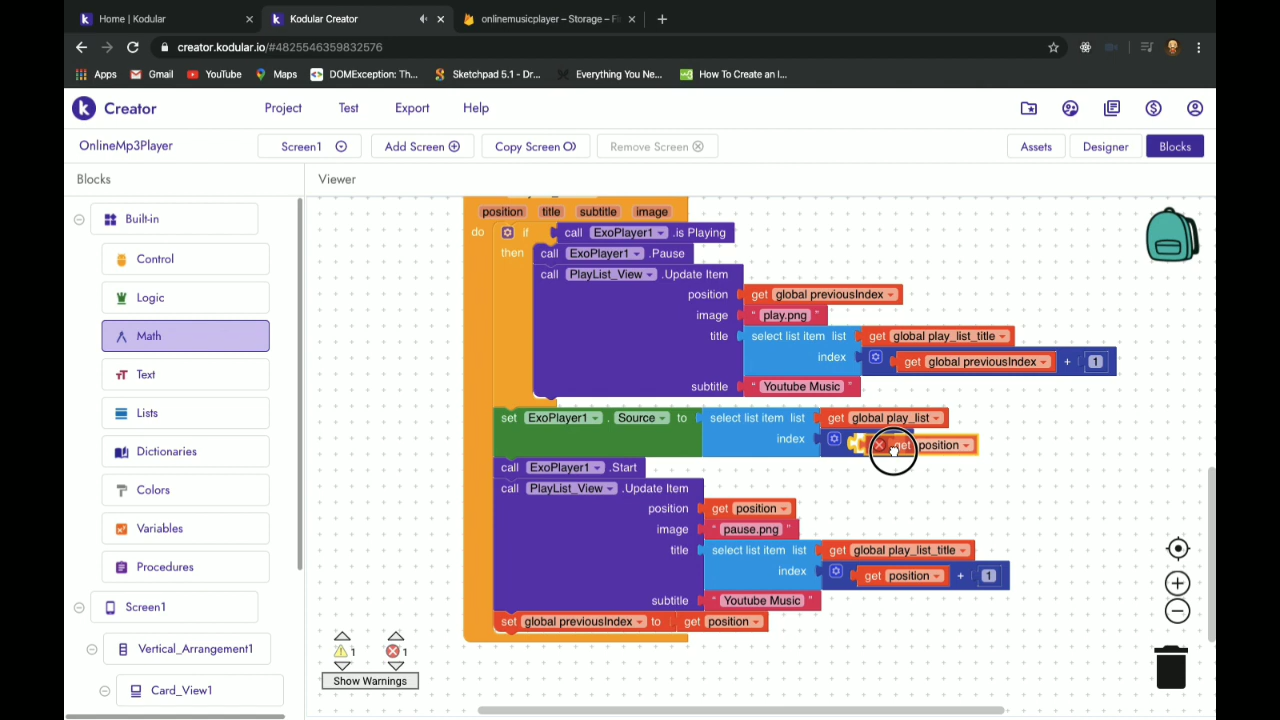 Home | Kodular
Kodular Creator
onlinemusicplayer – Storage – Fi
creator.kodular.io/#4825546359832576
Apps Gmail YouTube Maps DOMException: Th... Sketchpad 5.1 - Dr... Everything You Ne... How To Create an I...
Creator Project Test Export Help
OnlineMp3Player Screen1 Add Screen Copy Screen Remove Screen Assets Designer Blocks
Blocks Viewer
Built-in
Control
Logic
Math
Text
Lists
Dictionaries
Colors
Variables
Procedures
Screen1
Vertical_Arrangement1
Card_View1
position title subtitle image
do if call ExoPlayer1 .is Playing
then call ExoPlayer1 .Pause
call PlayList_View .Update Item
position get global previousIndex
image “ play.png ”
title select list item list get global play_list_title
index get global previousIndex + 1
subtitle “ Youtube Music ”
set ExoPlayer1 . Source to select list item list get global play_list
index get position
call ExoPlayer1 .Start
call PlayList_View .Update Item
position get position
image “ pause.png ”
title select list item list get global play_list_title
index get position + 1
subtitle “ Youtube Music ”
set global previousIndex to get position
1 1
Show Warnings